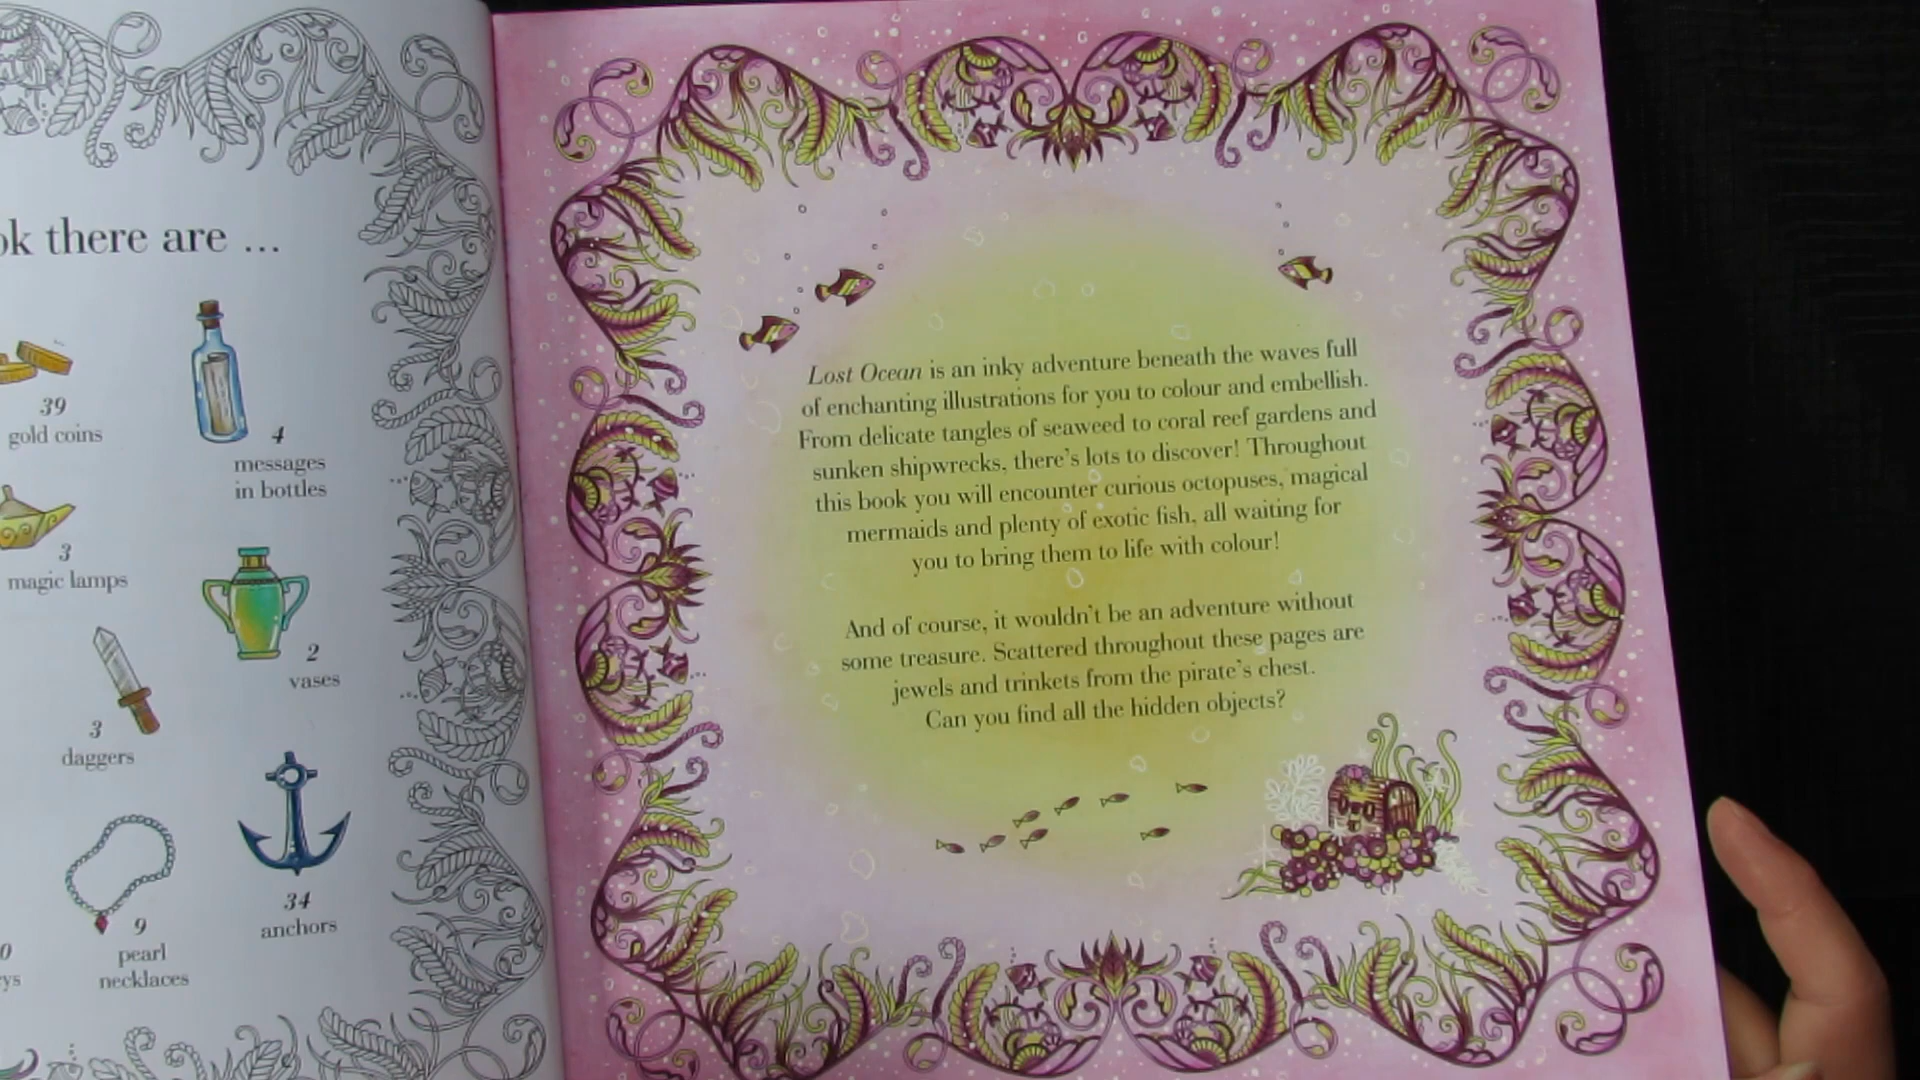 ok there are ...
39
gold coins
4
messages
in bottles
3
magic lamps
2
vases
3
daggers
34
anchors
9
pearl
necklaces
0
ys
Lost Ocean is an inky adventure beneath the waves full
of enchanting illustrations for you to colour and embellish.
From delicate tangles of seaweed to coral reef gardens and
sunken shipwrecks, there's lots to discover! Throughout
this book you will encounter curious octopuses, magical
mermaids and plenty of exotic fish, all waiting for
you to bring them to life with colour!
And of course, it wouldn't be an adventure without
some treasure. Scattered throughout these pages are
jewels and trinkets from the pirate's chest.
Can you find all the hidden objects?